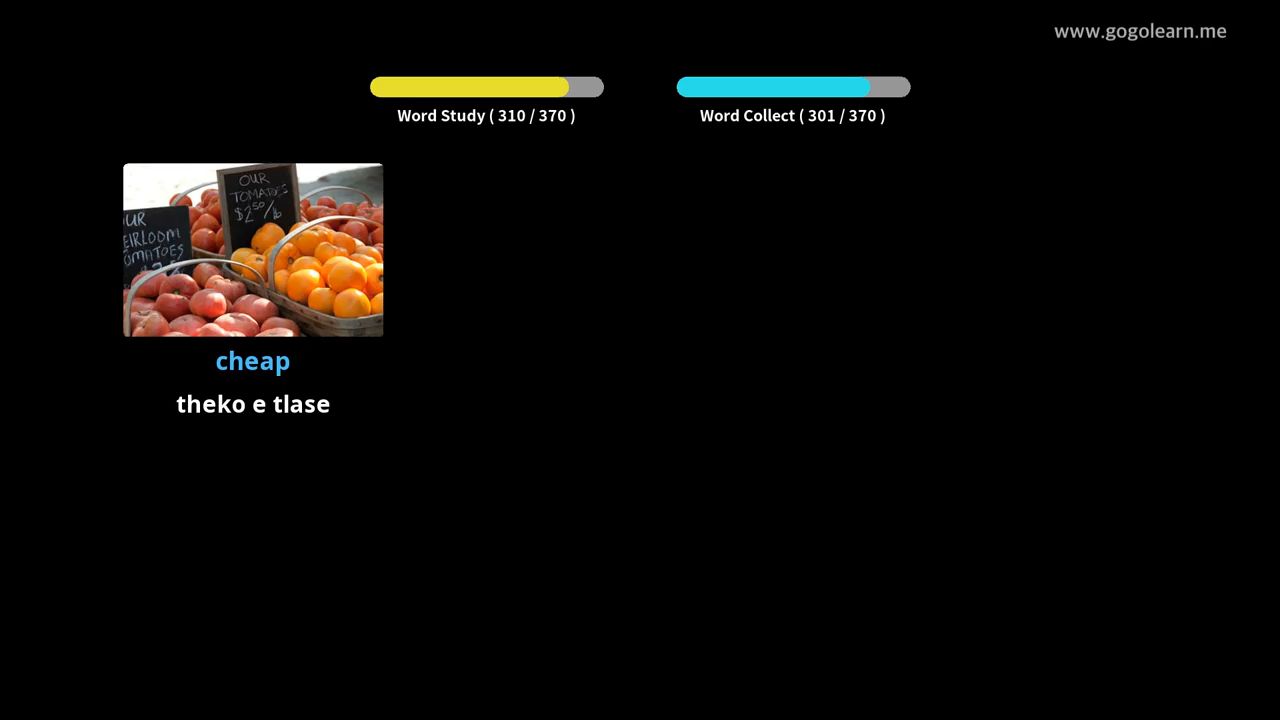 www.gogolearn.me
Word Study ( 310 / 370 )
Word Collect ( 301 / 370 )
OUR
TOMATOES
$2.50/lb
UR
EIRLOOM
OMATOES
cheap
theko e tlase